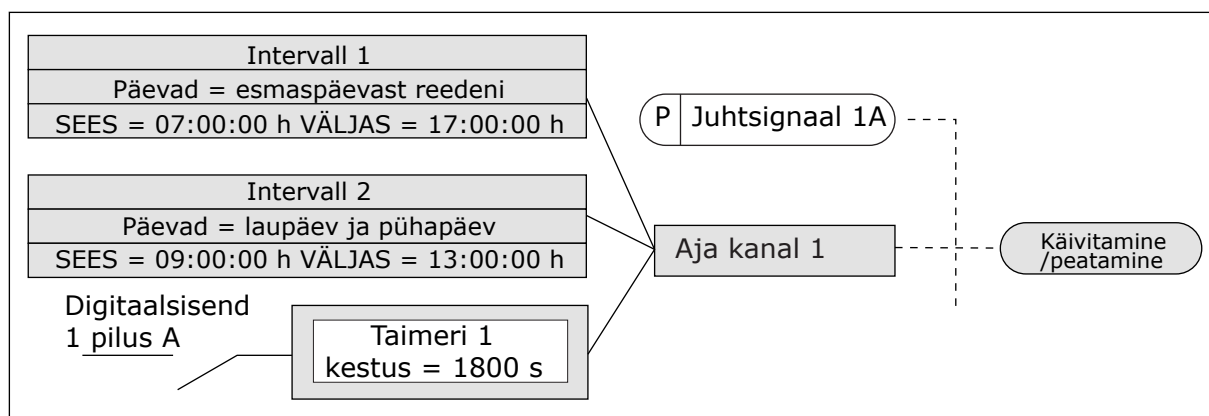 Intervall 1
Päevad = esmaspäevast reedeni
SEES = 07:00:00 h VÄLJAS = 17:00:00 h
P Juhtsignaal 1A
Intervall 2
Päevad = laupäev ja pühapäev
SEES = 09:00:00 h VÄLJAS = 13:00:00 h
Aja kanal 1
Käivitamine
/peatamine
Digitaalsisend
1 pilus A
Taimeri 1
kestus = 1800 s